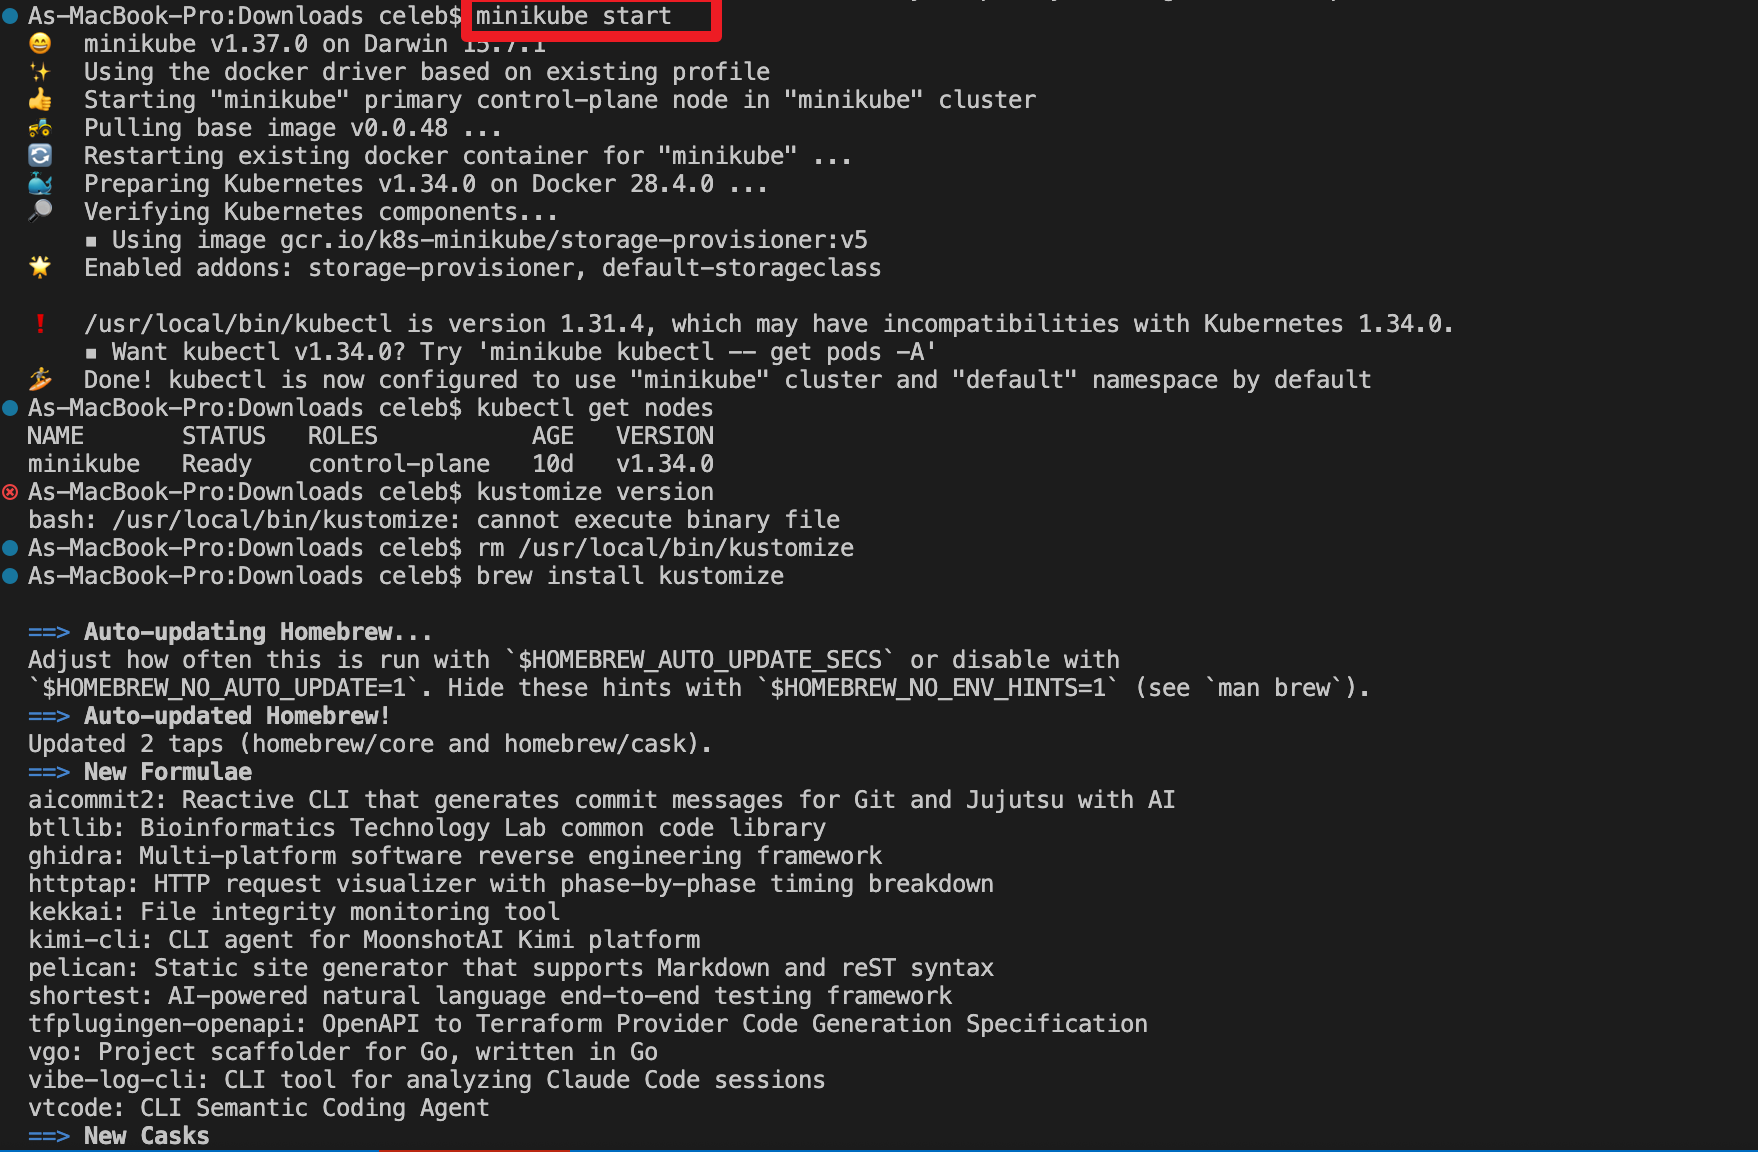 As-MacBook-Pro:Downloads celeb$ minikube start
minikube v1.37.0 on Darwin 15.7.1
Using the docker driver based on existing profile
Starting "minikube" primary control-plane node in "minikube" cluster
Pulling base image v0.0.48 ...
Restarting existing docker container for "minikube" ...
Preparing Kubernetes v1.34.0 on Docker 28.4.0 ...
Verifying Kubernetes components...
▪ Using image gcr.io/k8s-minikube/storage-provisioner:v5
Enabled addons: storage-provisioner, default-storageclass
❗ /usr/local/bin/kubectl is version 1.31.4, which may have incompatibilities with Kubernetes 1.34.0.
▪ Want kubectl v1.34.0? Try 'minikube kubectl -- get pods -A'
Done! kubectl is now configured to use "minikube" cluster and "default" namespace by default
As-MacBook-Pro:Downloads celeb$ kubectl get nodes
NAME STATUS ROLES AGE VERSION
minikube Ready control-plane 10d v1.34.0
As-MacBook-Pro:Downloads celeb$ kustomize version
bash: /usr/local/bin/kustomize: cannot execute binary file
As-MacBook-Pro:Downloads celeb$ rm /usr/local/bin/kustomize
As-MacBook-Pro:Downloads celeb$ brew install kustomize
==> Auto-updating Homebrew...
Adjust how often this is run with `$HOMEBREW_AUTO_UPDATE_SECS` or disable with
`$HOMEBREW_NO_AUTO_UPDATE=1`. Hide these hints with `$HOMEBREW_NO_ENV_HINTS=1` (see `man brew`).
==> Auto-updated Homebrew!
Updated 2 taps (homebrew/core and homebrew/cask).
==> New Formulae
aicommit2: Reactive CLI that generates commit messages for Git and Jujutsu with AI
btllib: Bioinformatics Technology Lab common code library
ghidra: Multi-platform software reverse engineering framework
httptap: HTTP request visualizer with phase-by-phase timing breakdown
kekkai: File integrity monitoring tool
kimi-cli: CLI agent for MoonshotAI Kimi platform
pelican: Static site generator that supports Markdown and reST syntax
shortest: AI-powered natural language end-to-end testing framework
tfplugingen-openapi: OpenAPI to Terraform Provider Code Generation Specification
vgo: Project scaffolder for Go, written in Go
vibe-log-cli: CLI tool for analyzing Claude Code sessions
vtcode: CLI Semantic Coding Agent
==> New Casks